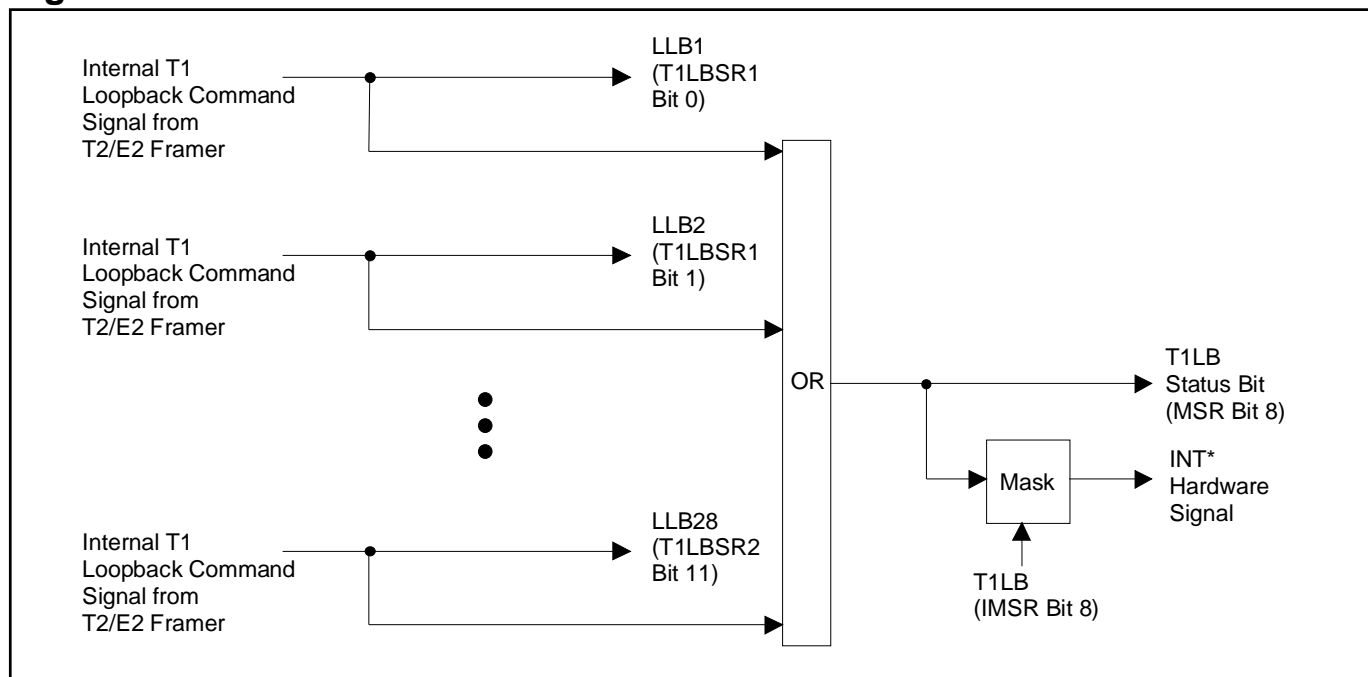 Internal T1
Loopback Command
Signal from
T2/E2 Framer
LLB1
(T1LBSR1
Bit 0)
Internal T1
Loopback Command
Signal from
T2/E2 Framer
LLB2
(T1LBSR1
Bit 1)
OR
T1LB
Status Bit
(MSR Bit 8)
Mask
INT*
Hardware
Signal
T1LB
(IMSR Bit 8)
Internal T1
Loopback Command
Signal from
T2/E2 Framer
LLB28
(T1LBSR2
Bit 11)